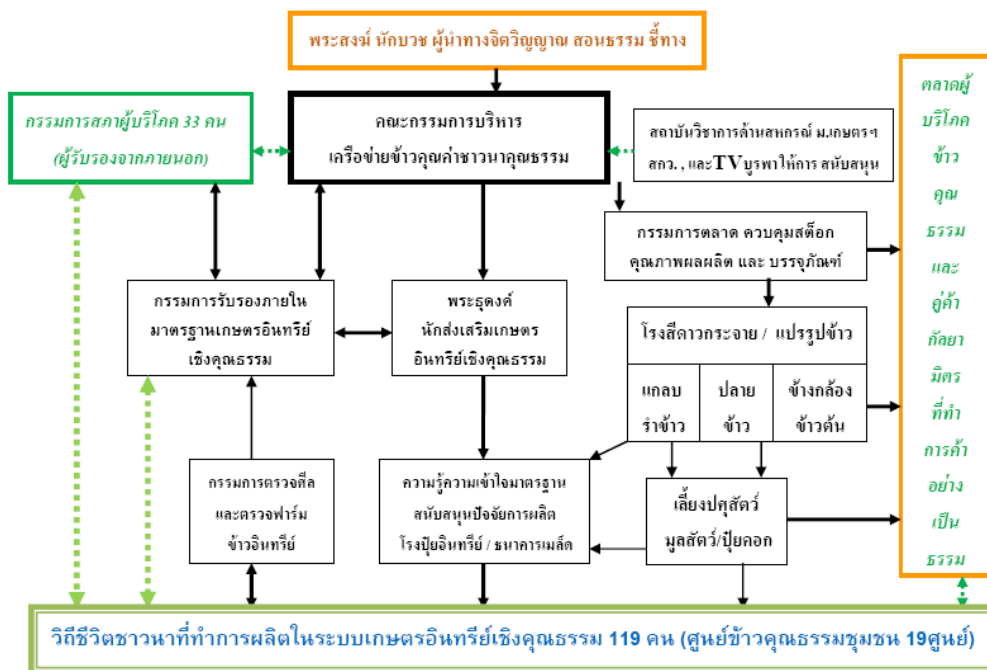 พระสงฆ์ นักบวช ผู้นำทางจิตวิญญาณ สอนธรรม ชี้ทาง
กรรมการสภาผู้บริโภค 33 คน
(ผู้รับรองจากภายนอก)
คณะกรรมการบริหาร
เครือข่ายข้าวคุณค่าชาวนาคุณธรรม
สถาบันวิชาการด้านสหกรณ์ ม.เกษตรฯ
สกว. , และTVบูรพาให้การ สนับสนุน
กรรมการตลาด ควบคุมสต็อก
คุณภาพผลผลิต และ บรรจุภัณฑ์
กรรมการรับรองภายใน
มาตรฐานเกษตรอินทรีย์
เชิงคุณธรรม
พระธุดงค์
นักส่งเสริมเกษตร
อินทรีย์เชิงคุณธรรม
โรงสีดาวกระจาย / แปรรูปข้าว
แกลบ
รำข้าว
ปลาย
ข้าว
ข้างกล้อง
ข้าวต้น
กรรมการตรวจศีล
และตรวจฟาร์ม
ข้าวอินทรีย์
ความรู้ความเข้าใจมาตรฐาน
สนับสนุนปัจจัยการผลิต
โรงปุ๋ยอินทรีย์ / ธนาคารเมล็ด
เลี้ยงปศุสัตว์
มูลสัตว์/ปุ๋ยคอก
ตลาดผู้
บริโภค
ข้าว
คุณ
ธรรม
และ
คู่ค้า
กัลยา
มิตร
ที่ทำ
การค้า
อย่าง
เป็น
ธรรม
วิถีชีวิตชาวนาที่ทำการผลิตในระบบเกษตรอินทรีย์เชิงคุณธรรม 119 คน (ศูนย์ข้าวคุณธรรมชุมชน 19ศูนย์)